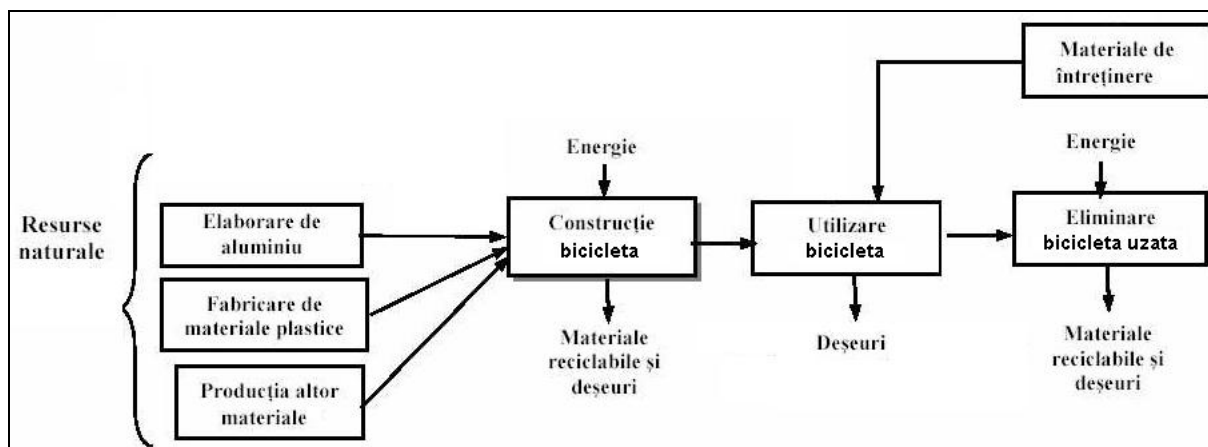 Materiale de
întreținere
Energie
Energie
Resurse
naturale
Elaborare de
aluminiu
Construcție
bicicleta
Utilizare
bicicleta
Eliminare
bicicleta uzata
Fabricare de
materiale plastice
Materiale
reciclabile și
deșeuri
Deșeuri
Materiale
reciclabile și
deșeuri
Producția altor
materiale